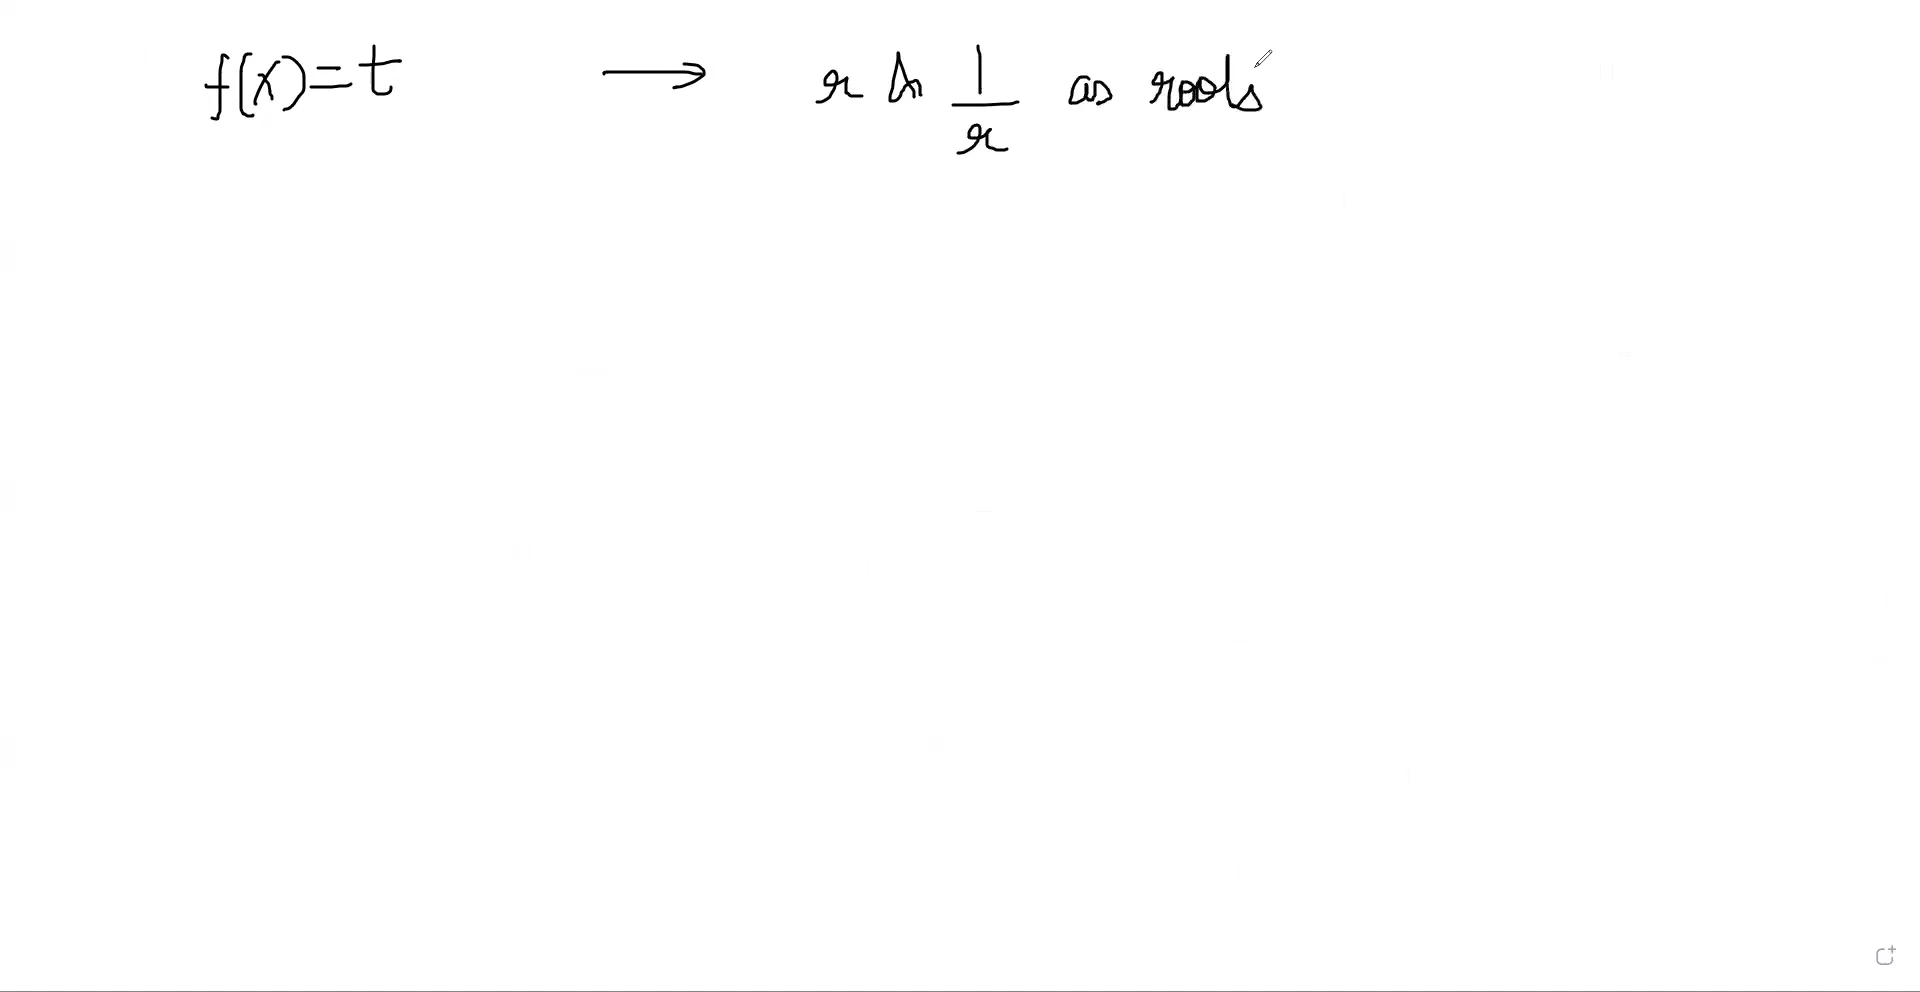 f(x)=t → r & 1/r as roots